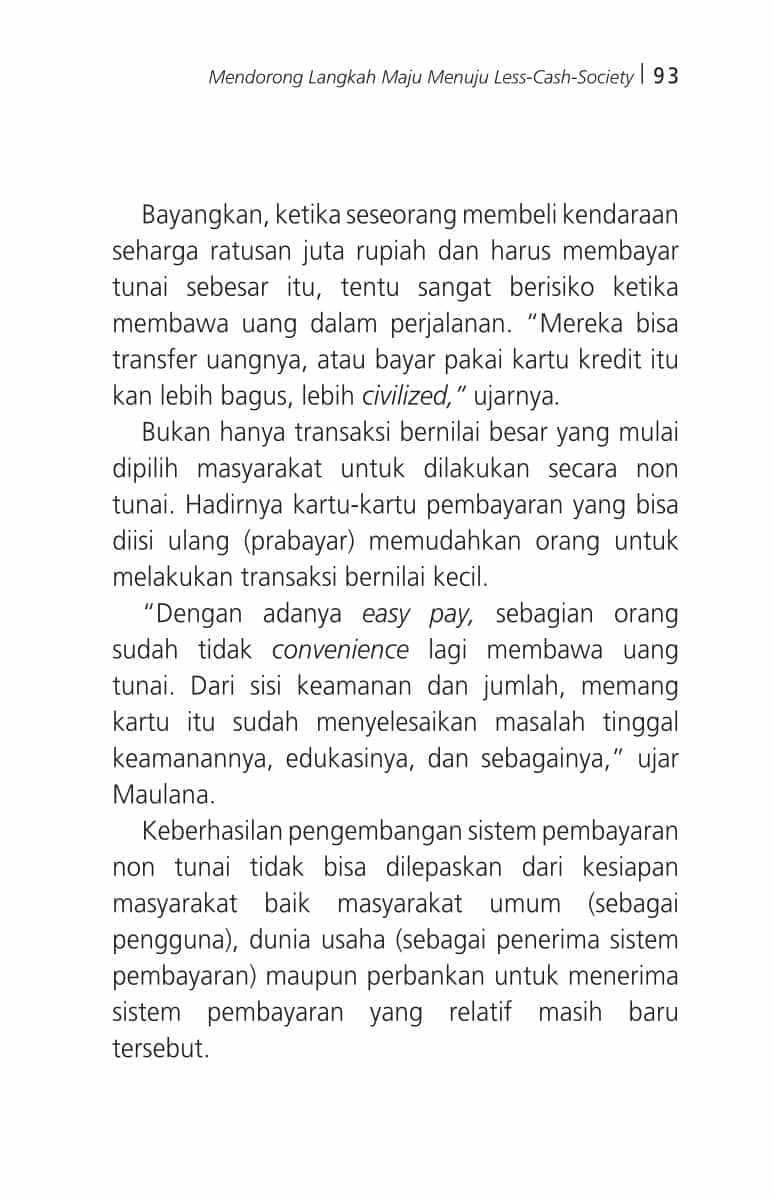 Mendorong Langkah Maju Menuju Less-Cash-Society | 93
Bayangkan, ketika seseorang membeli kendaraan
seharga ratusan juta rupiah dan harus membayar
tunai sebesar itu, tentu sangat berisiko ketika
membawa uang dalam perjalanan. “Mereka bisa
transfer uangnya, atau bayar pakai kartu kredit itu
kan lebih bagus, lebih civilized,” ujarnya.
Bukan hanya transaksi bernilai besar yang mulai
dipilih masyarakat untuk dilakukan secara non
tunai. Hadirnya kartu-kartu pembayaran yang bisa
diisi ulang (prabayar) memudahkan orang untuk
melakukan transaksi bernilai kecil.
“Dengan adanya easy pay, sebagian orang
sudah tidak convenience lagi membawa uang
tunai. Dari sisi keamanan dan jumlah, memang
kartu itu sudah menyelesaikan masalah tinggal
keamanannya, edukasinya, dan sebagainya,” ujar
Maulana.
Keberhasilan pengembangan sistem pembayaran
non tunai tidak bisa dilepaskan dari kesiapan
masyarakat baik masyarakat umum (sebagai
pengguna), dunia usaha (sebagai penerima sistem
pembayaran) maupun perbankan untuk menerima
sistem pembayaran yang relatif masih baru
tersebut.